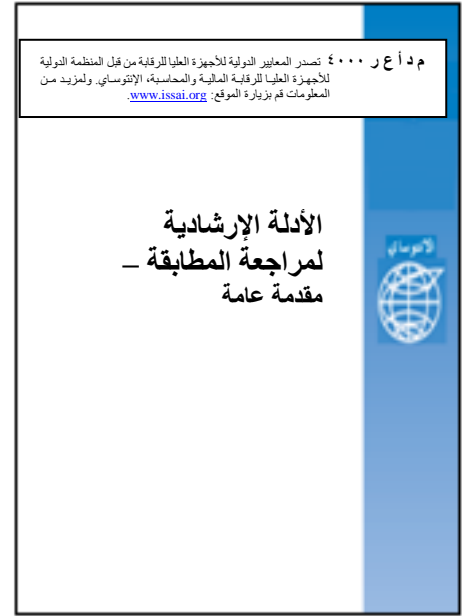 م د أ ع ر ٤٠٠٠ تصدر المعايير الدولية للأجهزة العليا للرقابة من قبل المنظمة الدولية
للأجهزة العليا للرقابة المالية والمحاسبة، الإنتوساي. ولمزيد من
المعلومات قم بزيارة الموقع: www.issai.org.
الأدلة الإرشادية
لمراجعة المطابقة –
مقدمة عامة
الانتوساي